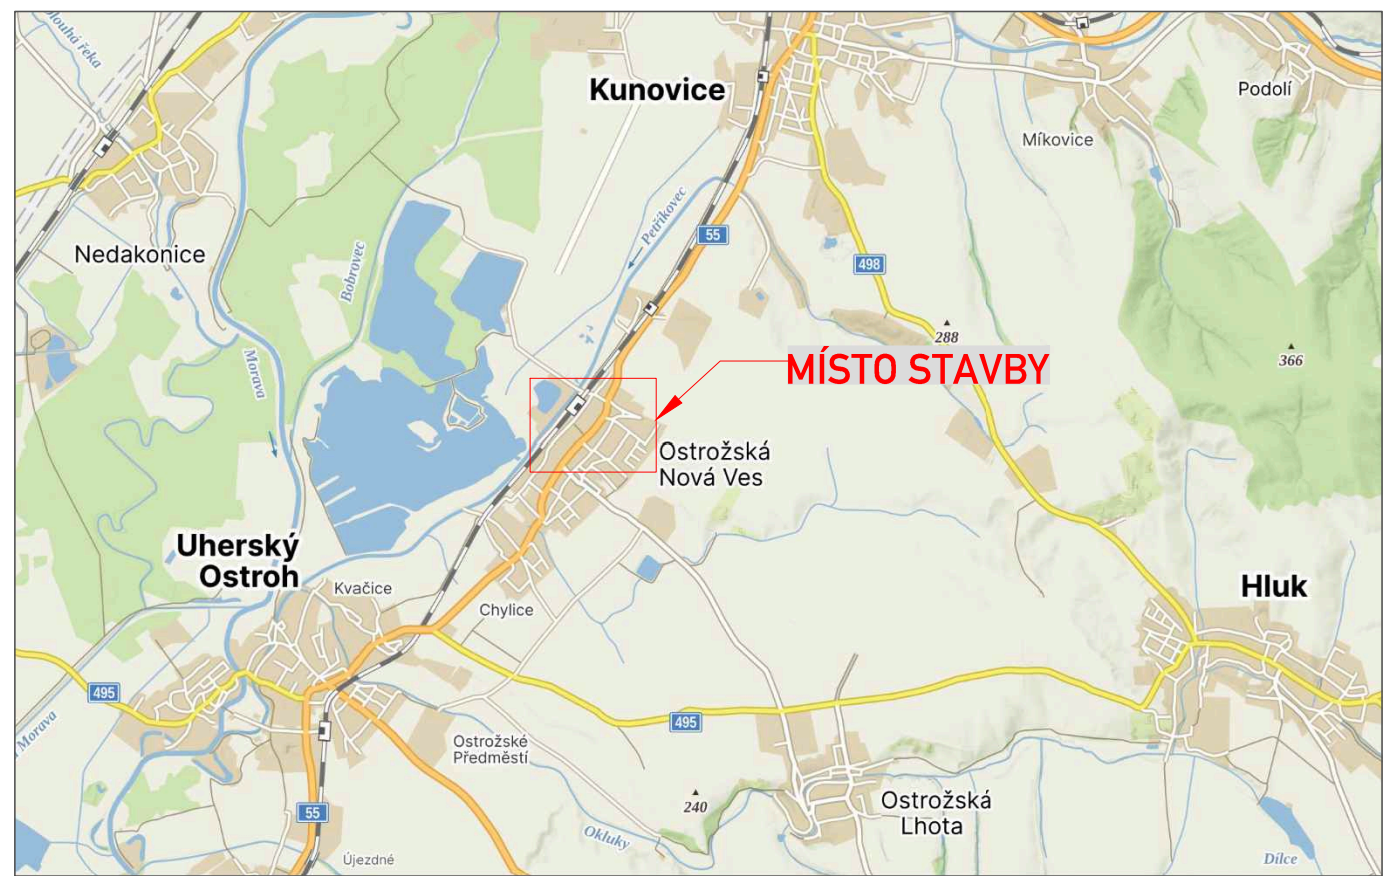 Dlouhá řeka
Kunovice
Podolí
Míkovice
Petříkovec
55
Nedakonice
Bobrovec
498
288
366
Morava
MÍSTO STAVBY
Ostrožská
Nová Ves
Uherský
Ostroh
Kvačice
Chylice
Hluk
495
Morava
495
Ostrožské
Předměstí
240
Ostrožská
Lhota
55
Okluky
Újezdné
Dílce